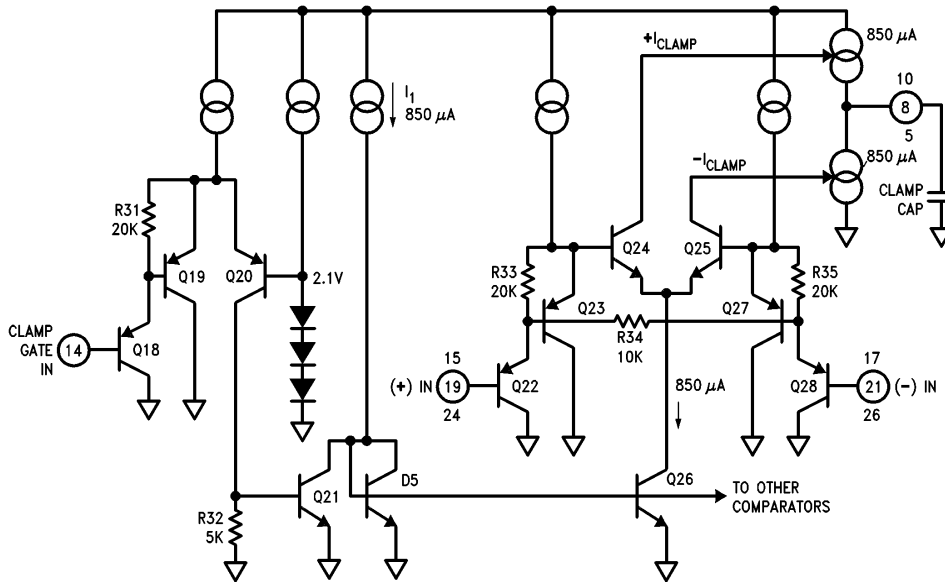 +I CLAMP
850 µA
I1
850 µA
10
8
5
-I CLAMP
850 µA
CLAMP
CAP
R31
20K
Q19
Q20
2.1V
Q24
Q25
R33
20K
R35
20K
Q23
Q27
R34
10K
CLAMP
GATE
IN
14
Q18
15
(+) IN
19
24
Q22
850 µA
Q28
17
21
(-) IN
26
Q21
D5
Q26
TO OTHER
COMPARATORS
R32
5K